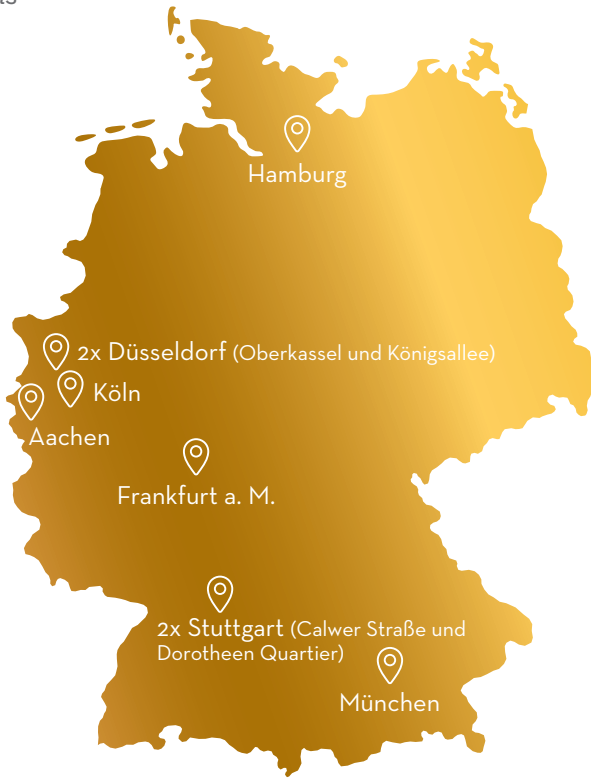 Hamburg
2x Düsseldorf (Oberkassel und Königsallee)
Köln
Aachen
Frankfurt a. M.
2x Stuttgart (Calwer Straße und
Dorotheen Quartier)
München